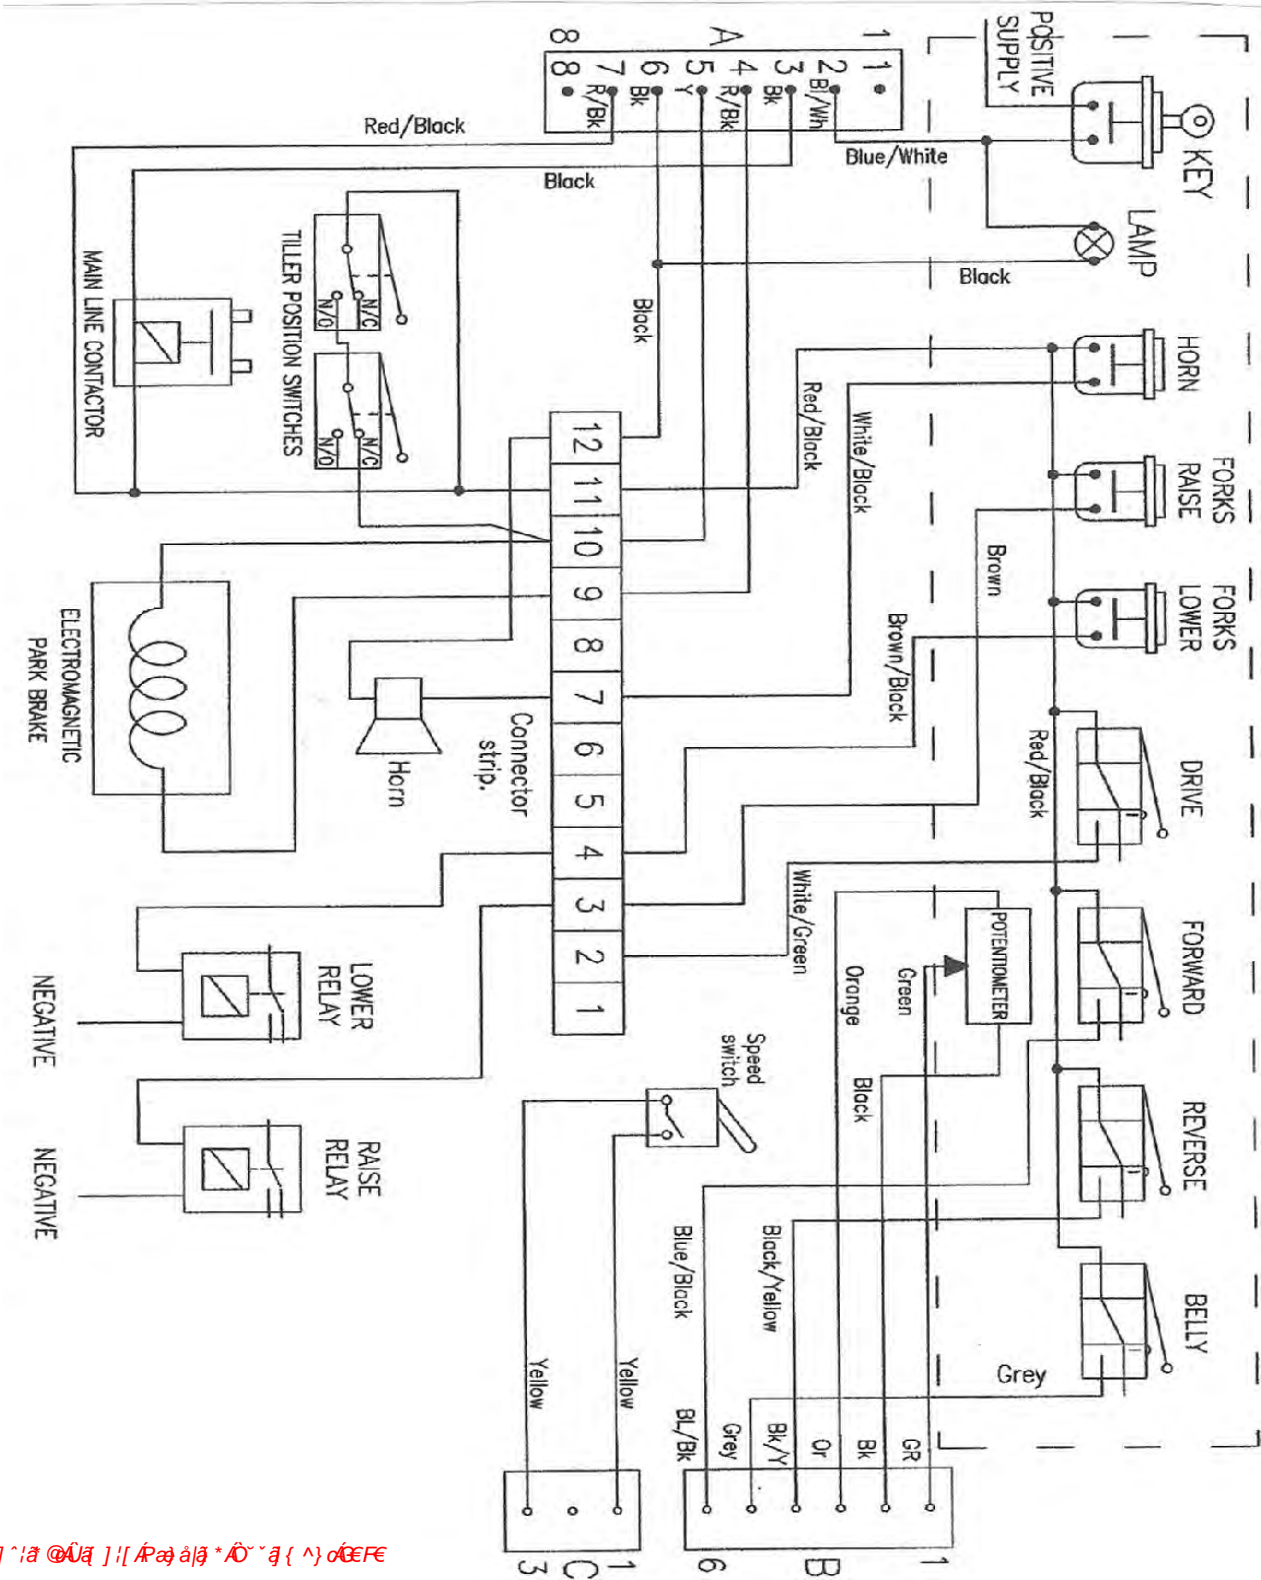 POSITIVE
SUPPLY
KEY
LAMP
HORN
FORKS
RAISE
FORKS
LOWER
DRIVE
FORWARD
REVERSE
BELLY
8 A 1
8 7 6 5 4 3 2 1
R/Bk
Bk
Y
R/Bk
Bk
Bl/Wh
Red/Black
Black
Blue/White
Black
Black
Red/Black
White/Black
Brown
Brown/Black
Red/Black
White/Green
Orange
Green
Black
POTENTIOMETER
MAIN LINE CONTACTOR
TILLER POSITION SWITCHES
N/O
N/C
N/O
N/C
12
11
10
9
8
7
6
5
4
3
2
1
Connector
strip.
Horn
ELECTROMAGNETIC
PARK BRAKE
LOWER
RELAY
NEGATIVE
RAISE
RELAY
NEGATIVE
Speed
switch
Blue/Black
Black/Yellow
Grey
Yellow
Yellow
BL/Bk
Grey
Bk/Y
Or
Bk
GR
3 C 1
6 B 1